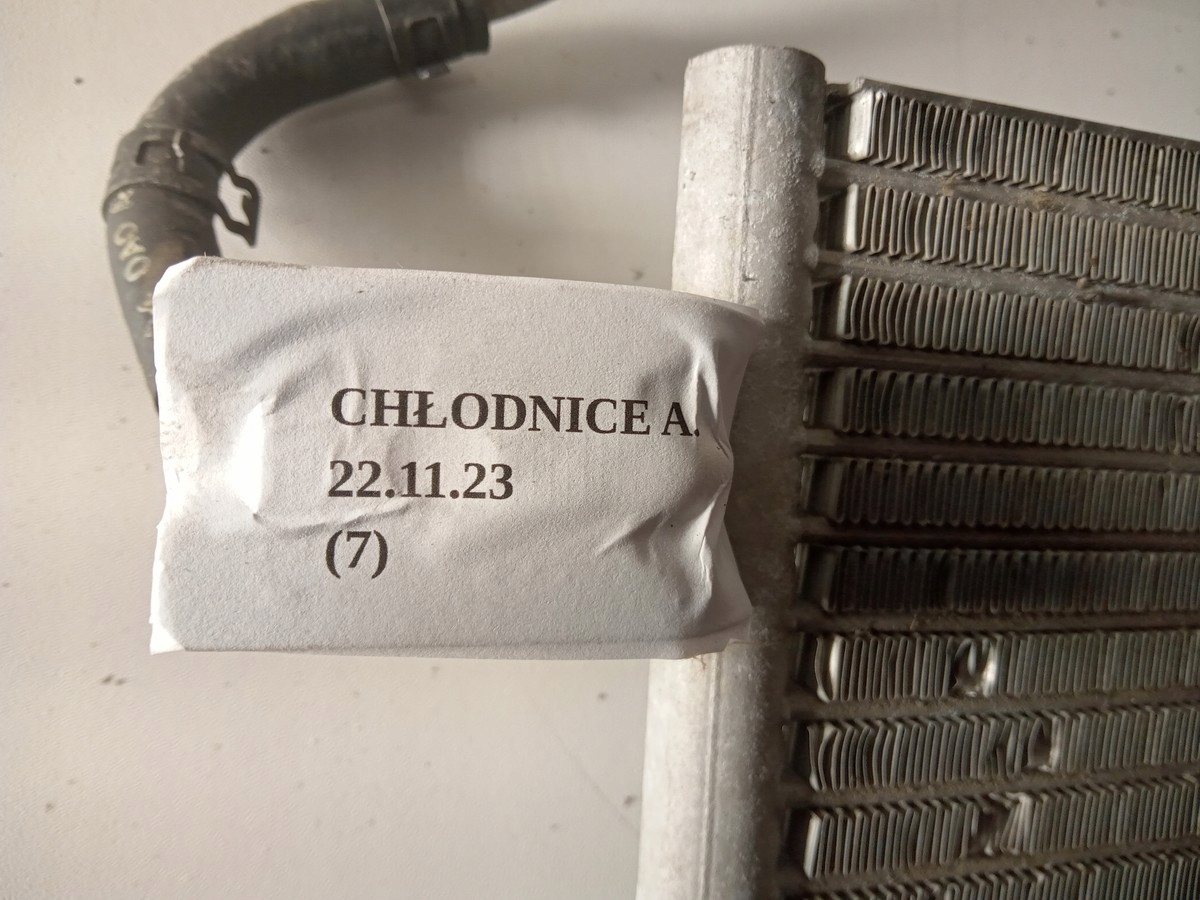 CHŁODNICE A.
22.11.23
(7)